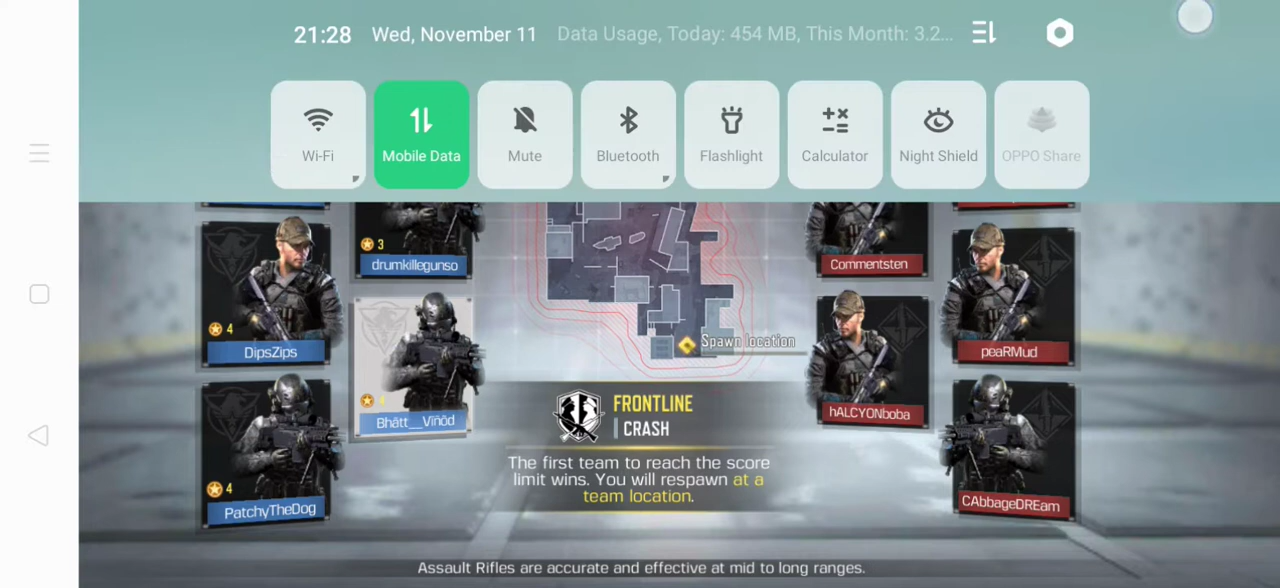 21:28 Wed, November 11 Data Usage, Today: 454 MB, This Month: 3.2...
Wi-Fi
Mobile Data
Mute
Bluetooth
Flashlight
Calculator
Night Shield
OPPO Share
3
drumkillegunso
4
DipsZips
4
Bhätt__Viñöd
4
PatchyTheDog
Spawn location
FRONTLINE
CRASH
The first team to reach the score
limit wins. You will respawn at a
team location.
Commentsten
peaRMud
hALCYONboba
CAbbageDREam
Assault Rifles are accurate and effective at mid to long ranges.